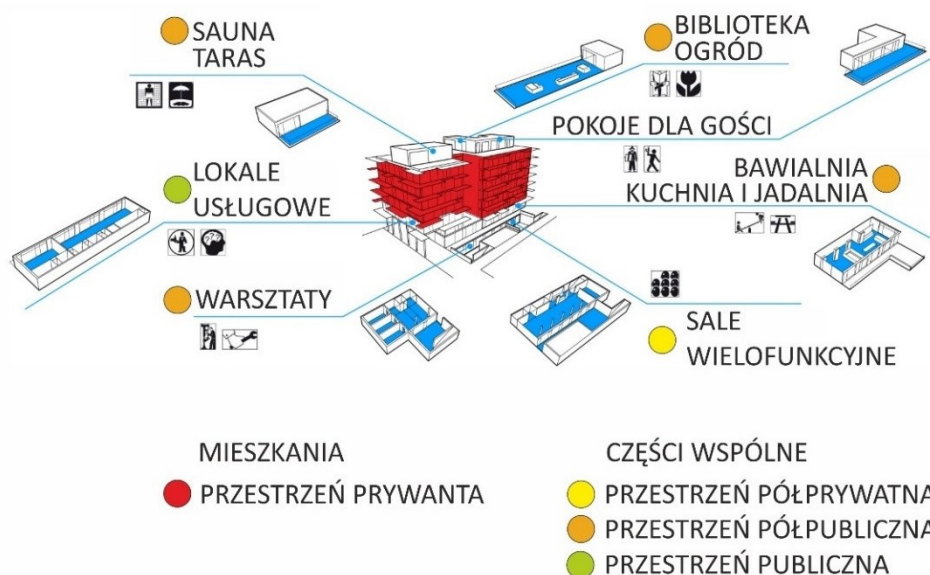 SAUNA
TARAS
BIBLIOTEKA
OGRÓD
POKOJE DLA GOŚCI
LOKALE
USŁUGOWE
BAWIALNIA
KUCHNIA I JADALNIA
WARSZTATY
SALE
WIELOFUNKCYJNE
MIESZKANIA
PRZESTRZEŃ PRYWANTA
CZĘŚCI WSPÓLNE
PRZESTRZEŃ PÓŁPRYWATNA
PRZESTRZEŃ PÓŁPUBLICZNA
PRZESTRZEŃ PUBLICZNA